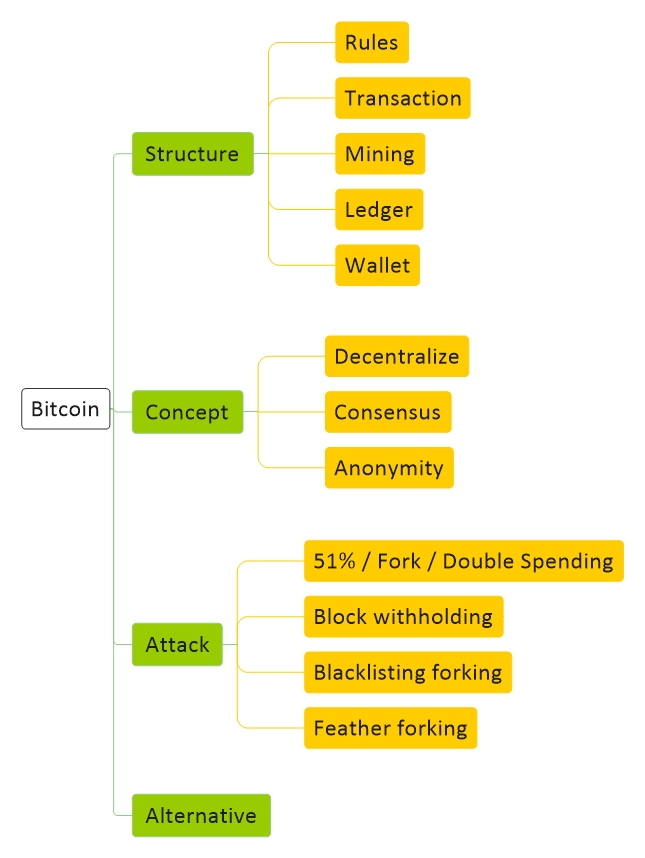 Bitcoin
Structure
Rules
Transaction
Mining
Ledger
Wallet
Concept
Decentralize
Consensus
Anonymity
Attack
51% / Fork / Double Spending
Block withholding
Blacklisting forking
Feather forking
Alternative